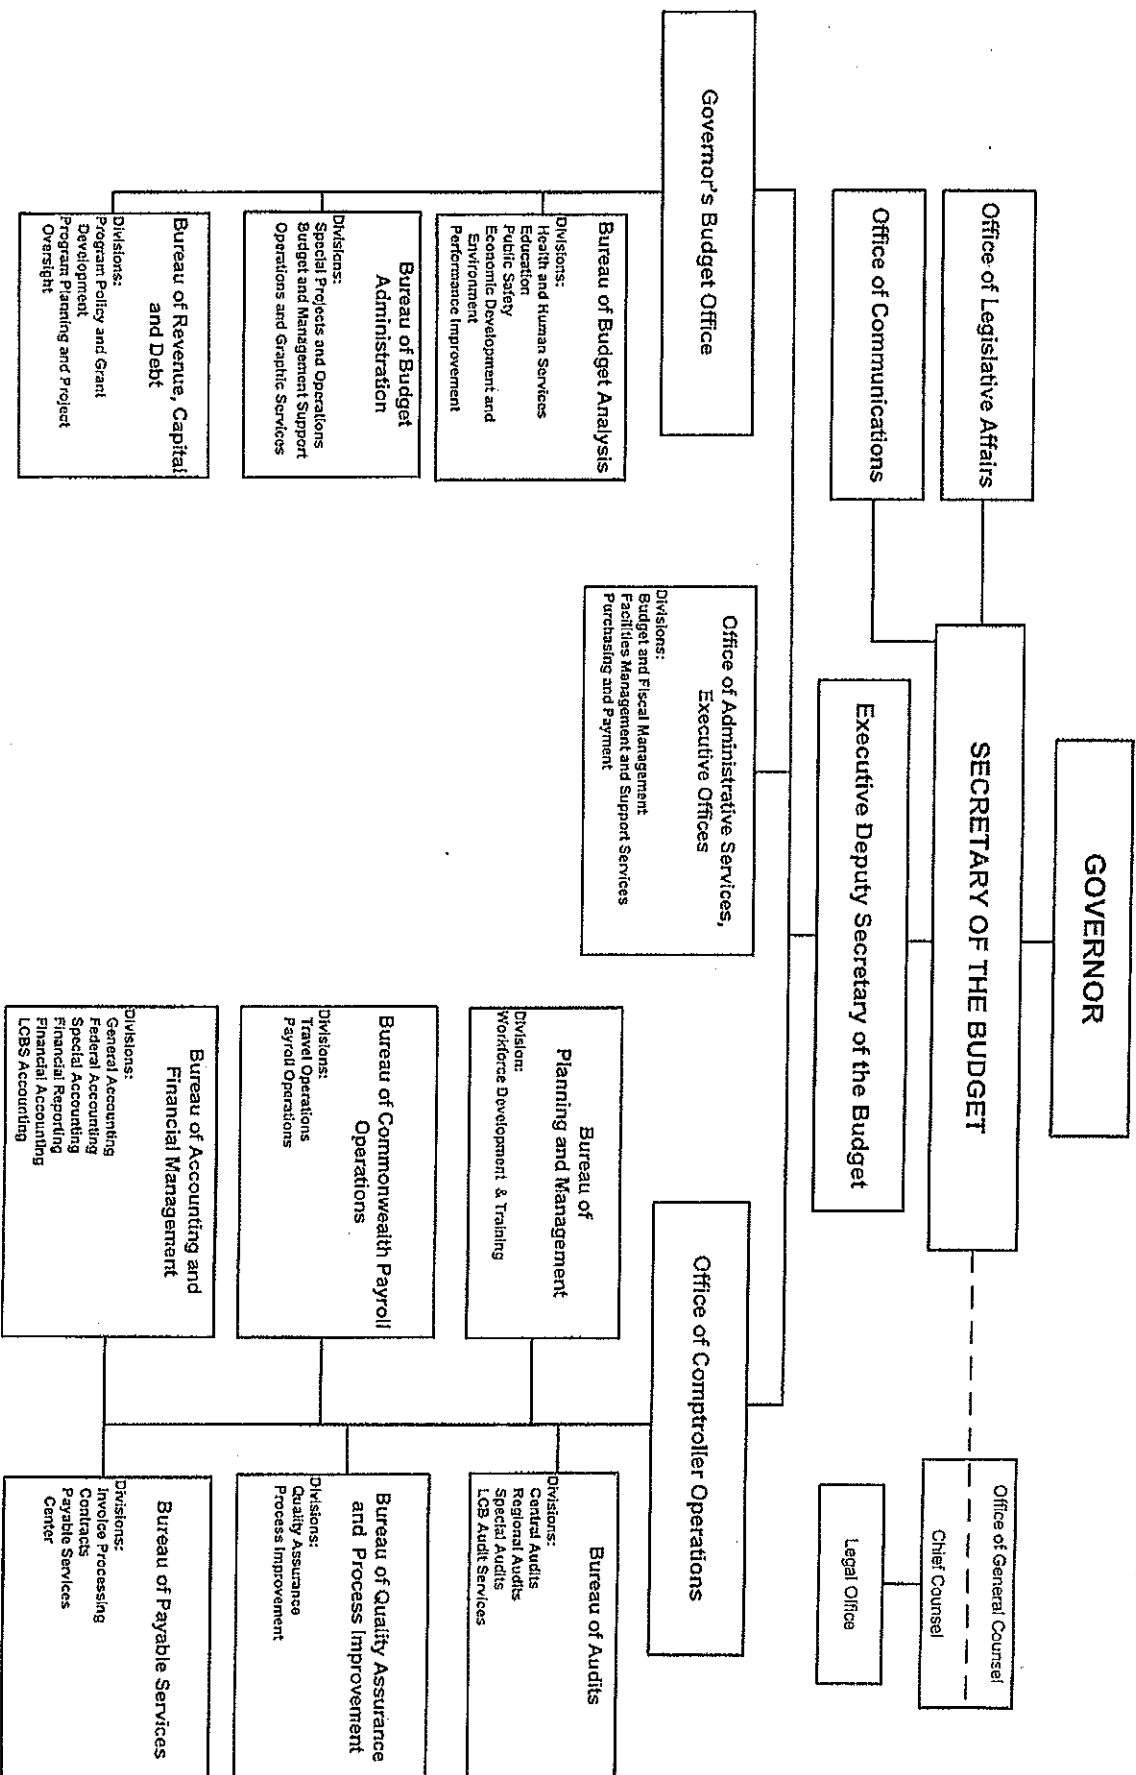 GOVERNOR
SECRETARY OF THE BUDGET
Office of Legislative Affairs
Office of Communications
Executive Deputy Secretary of the Budget
Office of General Counsel
Chief Counsel
Legal Office
Governor's Budget Office
Office of Administrative Services,
Executive Offices
Divisions:
Budget and Fiscal Management
Facilities Management and Support Services
Purchasing and Payment
Office of Comptroller Operations
Bureau of Budget Analysis
Divisions:
Health and Human Services
Education
Public Safety
Economic Development and
Environment
Performance Improvement
Bureau of Budget
Administration
Divisions:
Special Projects and Operations
Budget and Management Support
Operations and Graphic Services
Bureau of Revenue, Capital
and Debt
Divisions:
Program Policy and Grant
Development
Program Planning and Project
Oversight
Bureau of
Planning and Management
Division:
Workforce Development & Training
Bureau of Commonwealth Payroll
Operations
Divisions:
Travel Operations
Payroll Operations
Bureau of Accounting and
Financial Management
Divisions:
General Accounting
Federal Accounting
Special Accounting
Financial Reporting
Financial Accounting
LCBS Accounting
Bureau of Audits
Divisions:
Central Audits
Regional Audits
Special Audits
LCB Audit Services
Bureau of Quality Assurance
and Process Improvement
Divisions:
Quality Assurance
Process Improvement
Bureau of Payable Services
Divisions:
Invoice Processing
Contracts
Payable Services
Center